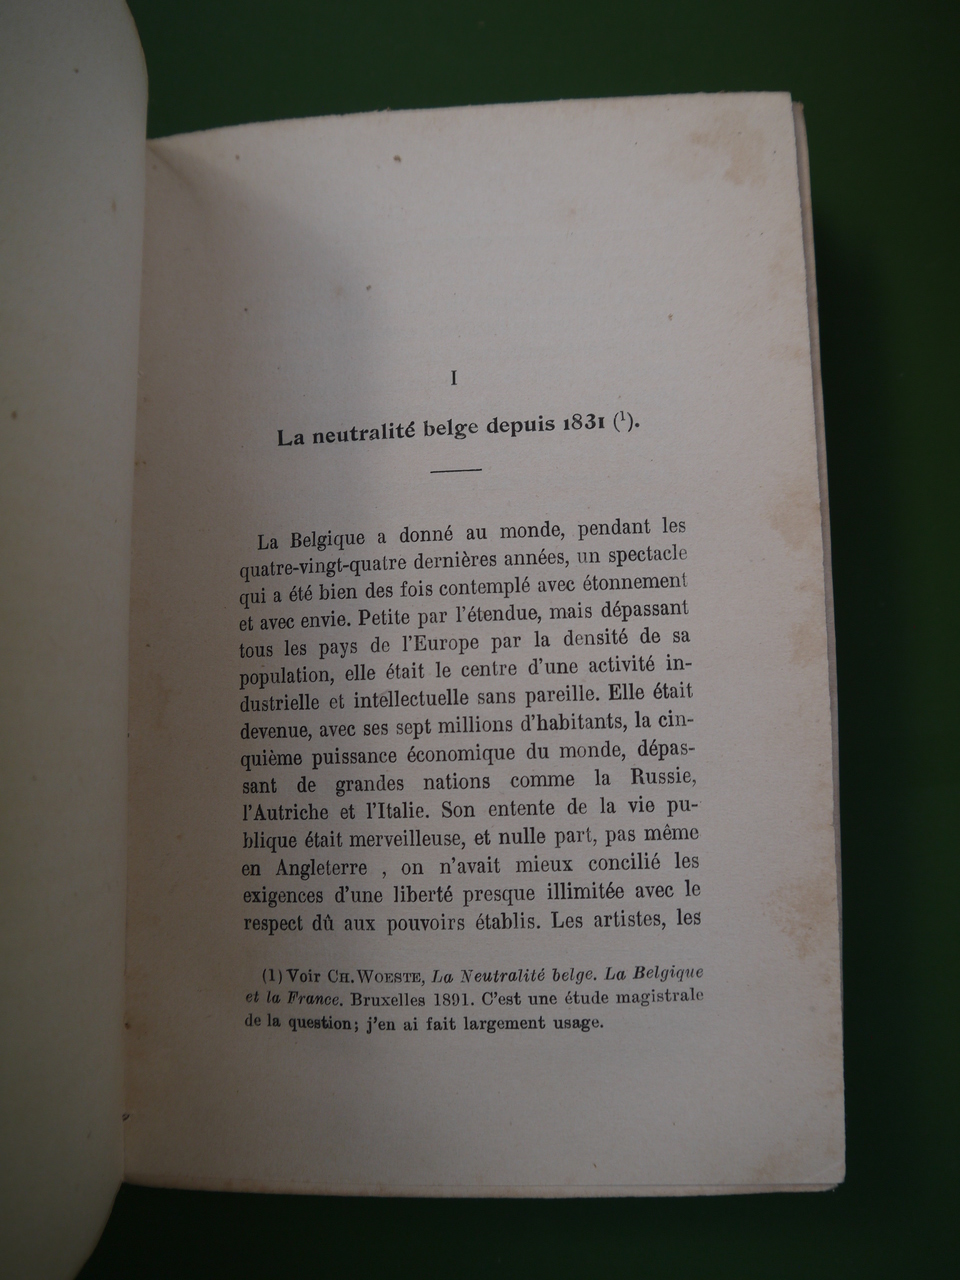 I
La neutralité belge depuis 1831 (1).
La Belgique a donné au monde, pendant les
quatre-vingt-quatre dernières années, un spectacle
qui a été bien des fois contemplé avec étonnement
et avec envie. Petite par l'étendue, mais dépassant
tous les pays de l'Europe par la densité de sa
population, elle était le centre d'une activité in-
dustrielle et intellectuelle sans pareille. Elle était
devenue, avec ses sept millions d'habitants, la cin-
quième puissance économique du monde, dépas-
sant de grandes nations comme la Russie,
l'Autriche et l'Italie. Son entente de la vie pu-
blique était merveilleuse, et nulle part, pas même
en Angleterre , on n'avait mieux concilié les
exigences d'une liberté presque illimitée avec le
respect dû aux pouvoirs établis. Les artistes, les
(1) Voir CH. WOESTE, La Neutralité belge. La Belgique
et la France. Bruxelles 1891. C'est une étude magistrale
de la question; j'en ai fait largement usage.